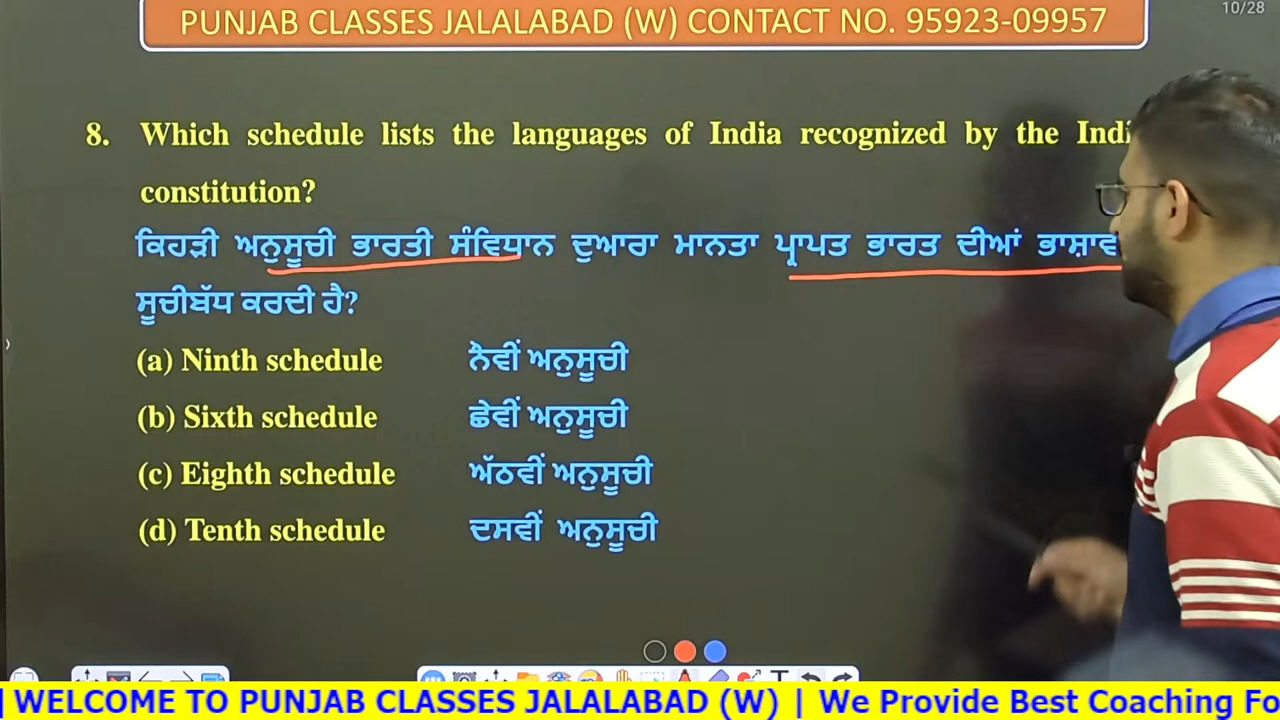 PUNJAB CLASSES JALALABAD (W) CONTACT NO. 95923-09957
10/28
8. Which schedule lists the languages of India recognized by the
constitution?
ਕਿਹੜੀ ਅਨੁਸੂਚੀ ਭਾਰਤੀ ਸੰਵਿਧਾਨ ਦੁਆਰਾ ਮਾਨਤਾ ਪ੍ਰਾਪਤ ਭਾਰਤ ਦੀਆਂ
ਸੂਚੀਬੱਧ ਕਰਦੀ ਹੈ?
(a) Ninth schedule ਨੌਵੀਂ ਅਨੁਸੂਚੀ
(b) Sixth schedule ਛੇਵੀਂ ਅਨੁਸੂਚੀ
(c) Eighth schedule ਅੱਠਵੀਂ ਅਨੁਸੂਚੀ
(d) Tenth schedule ਦਸਵੀਂ ਅਨੁਸੂਚੀ
| WELCOME TO PUNJAB CLASSES JALALABAD (W) | We Provide Best Coaching Fo